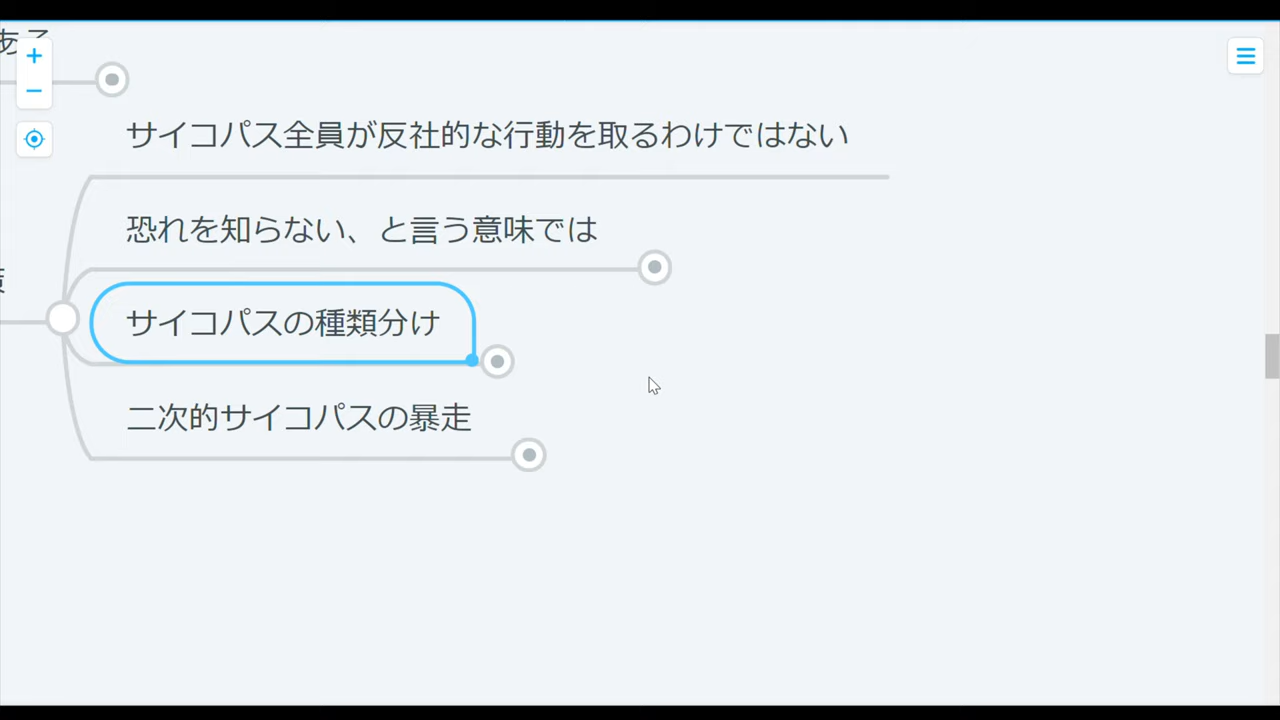 ある
サイコパス全員が反社的な行動を取るわけではない
恐れを知らない、と言う意味では
サイコパスの種類分け
二次的サイコパスの暴走